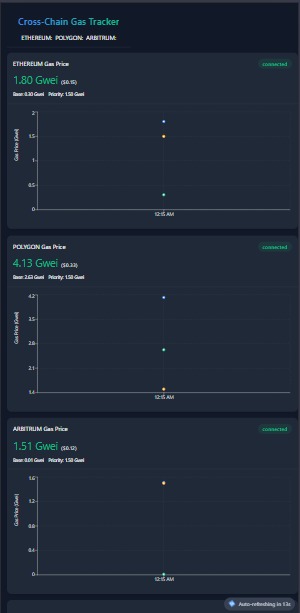 Cross-Chain Gas Tracker
ETHEREUM: POLYGON: ARBITRUM:
ETHEREUM Gas Price connected
1.80 Gwei ($0.15)
Base: 0.30 Gwei Priority: 1.50 Gwei
Gas Price (Gwei)
2
1.5
1
0.5
0
12:15 AM
POLYGON Gas Price connected
4.13 Gwei ($0.33)
Base: 2.63 Gwei Priority: 1.50 Gwei
Gas Price (Gwei)
4.2
3.5
2.8
2.1
1.4
12:15 AM
ARBITRUM Gas Price connected
1.51 Gwei ($0.12)
Base: 0.01 Gwei Priority: 1.50 Gwei
Gas Price (Gwei)
1.6
1.2
0.8
0.4
0
12:15 AM
Auto-refreshing in 13s